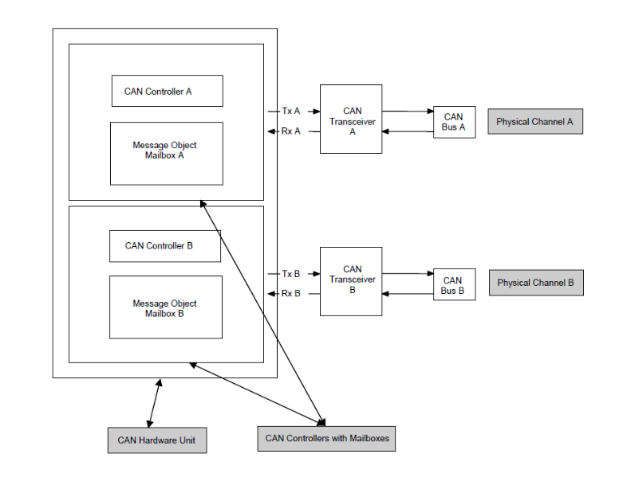 CAN Controller A
Message Object
Mailbox A
Tx A
Rx A
CAN
Transceiver
A
CAN
Bus A
Physical Channel A
CAN Controller B
Message Object
Mailbox B
Tx B
Rx B
CAN
Transceiver
B
CAN
Bus B
Physical Channel B
CAN Hardware Unit
CAN Controllers with Mailboxes